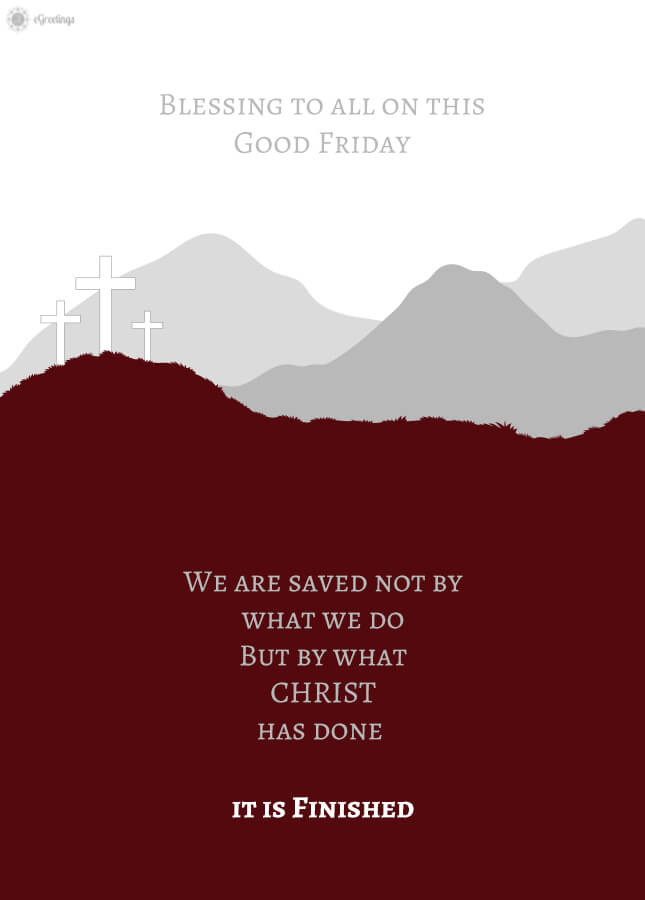 eGreetings
Blessing to all on this
Good Friday
We are saved not by
what we do
But by what
CHRIST
has done
it is Finished